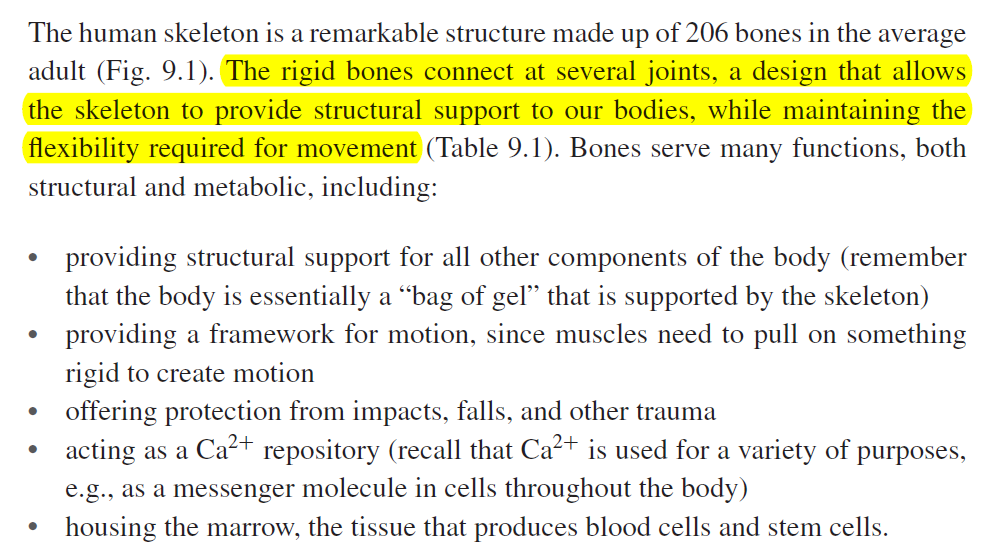 The human skeleton is a remarkable structure made up of 206 bones in the average
adult (Fig. 9.1). The rigid bones connect at several joints, a design that allows
the skeleton to provide structural support to our bodies, while maintaining the
flexibility required for movement (Table 9.1). Bones serve many functions, both
structural and metabolic, including:
• providing structural support for all other components of the body (remember
that the body is essentially a “bag of gel” that is supported by the skeleton)
• providing a framework for motion, since muscles need to pull on something
rigid to create motion
• offering protection from impacts, falls, and other trauma
• acting as a Ca²⁺ repository (recall that Ca²⁺ is used for a variety of purposes,
e.g., as a messenger molecule in cells throughout the body)
• housing the marrow, the tissue that produces blood cells and stem cells.